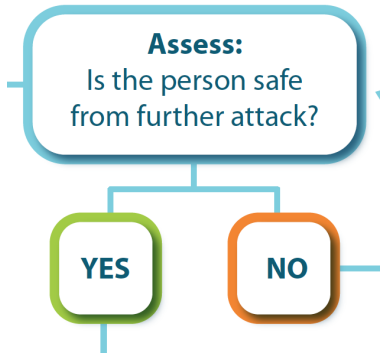 Assess:
Is the person safe
from further attack?
YES
NO